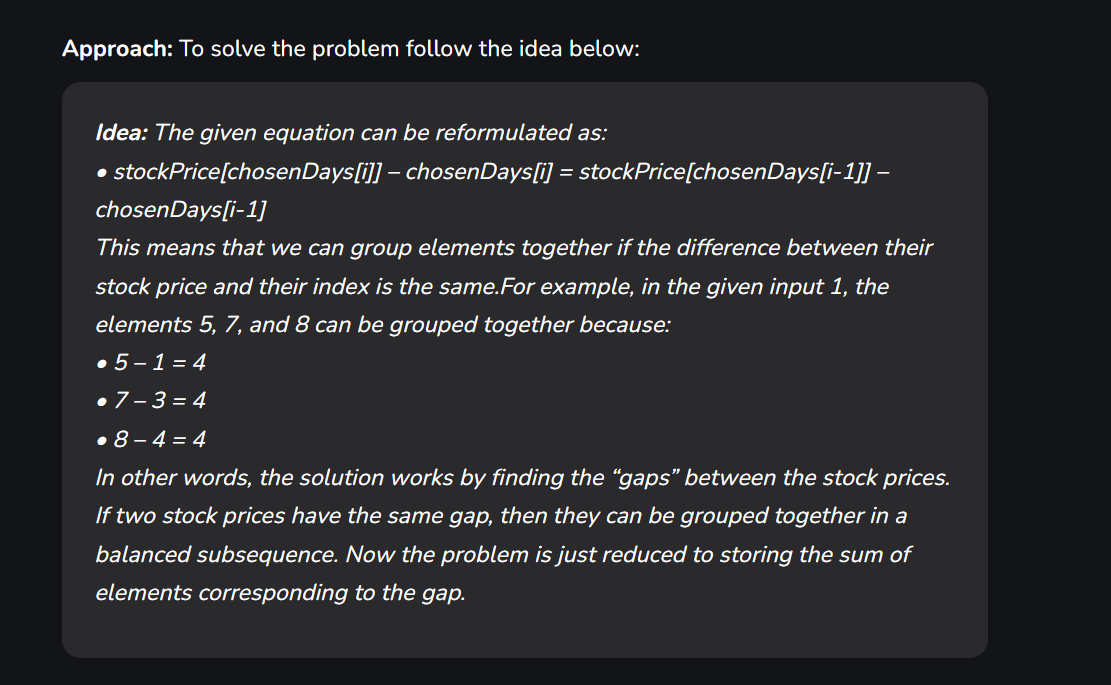 Approach: To solve the problem follow the idea below:
Idea: The given equation can be reformulated as:
• stockPrice[chosenDays[i]] – chosenDays[i] = stockPrice[chosenDays[i-1]] –
chosenDays[i-1]
This means that we can group elements together if the difference between their
stock price and their index is the same.For example, in the given input 1, the
elements 5, 7, and 8 can be grouped together because:
• 5 – 1 = 4
• 7 – 3 = 4
• 8 – 4 = 4
In other words, the solution works by finding the “gaps” between the stock prices.
If two stock prices have the same gap, then they can be grouped together in a
balanced subsequence. Now the problem is just reduced to storing the sum of
elements corresponding to the gap.